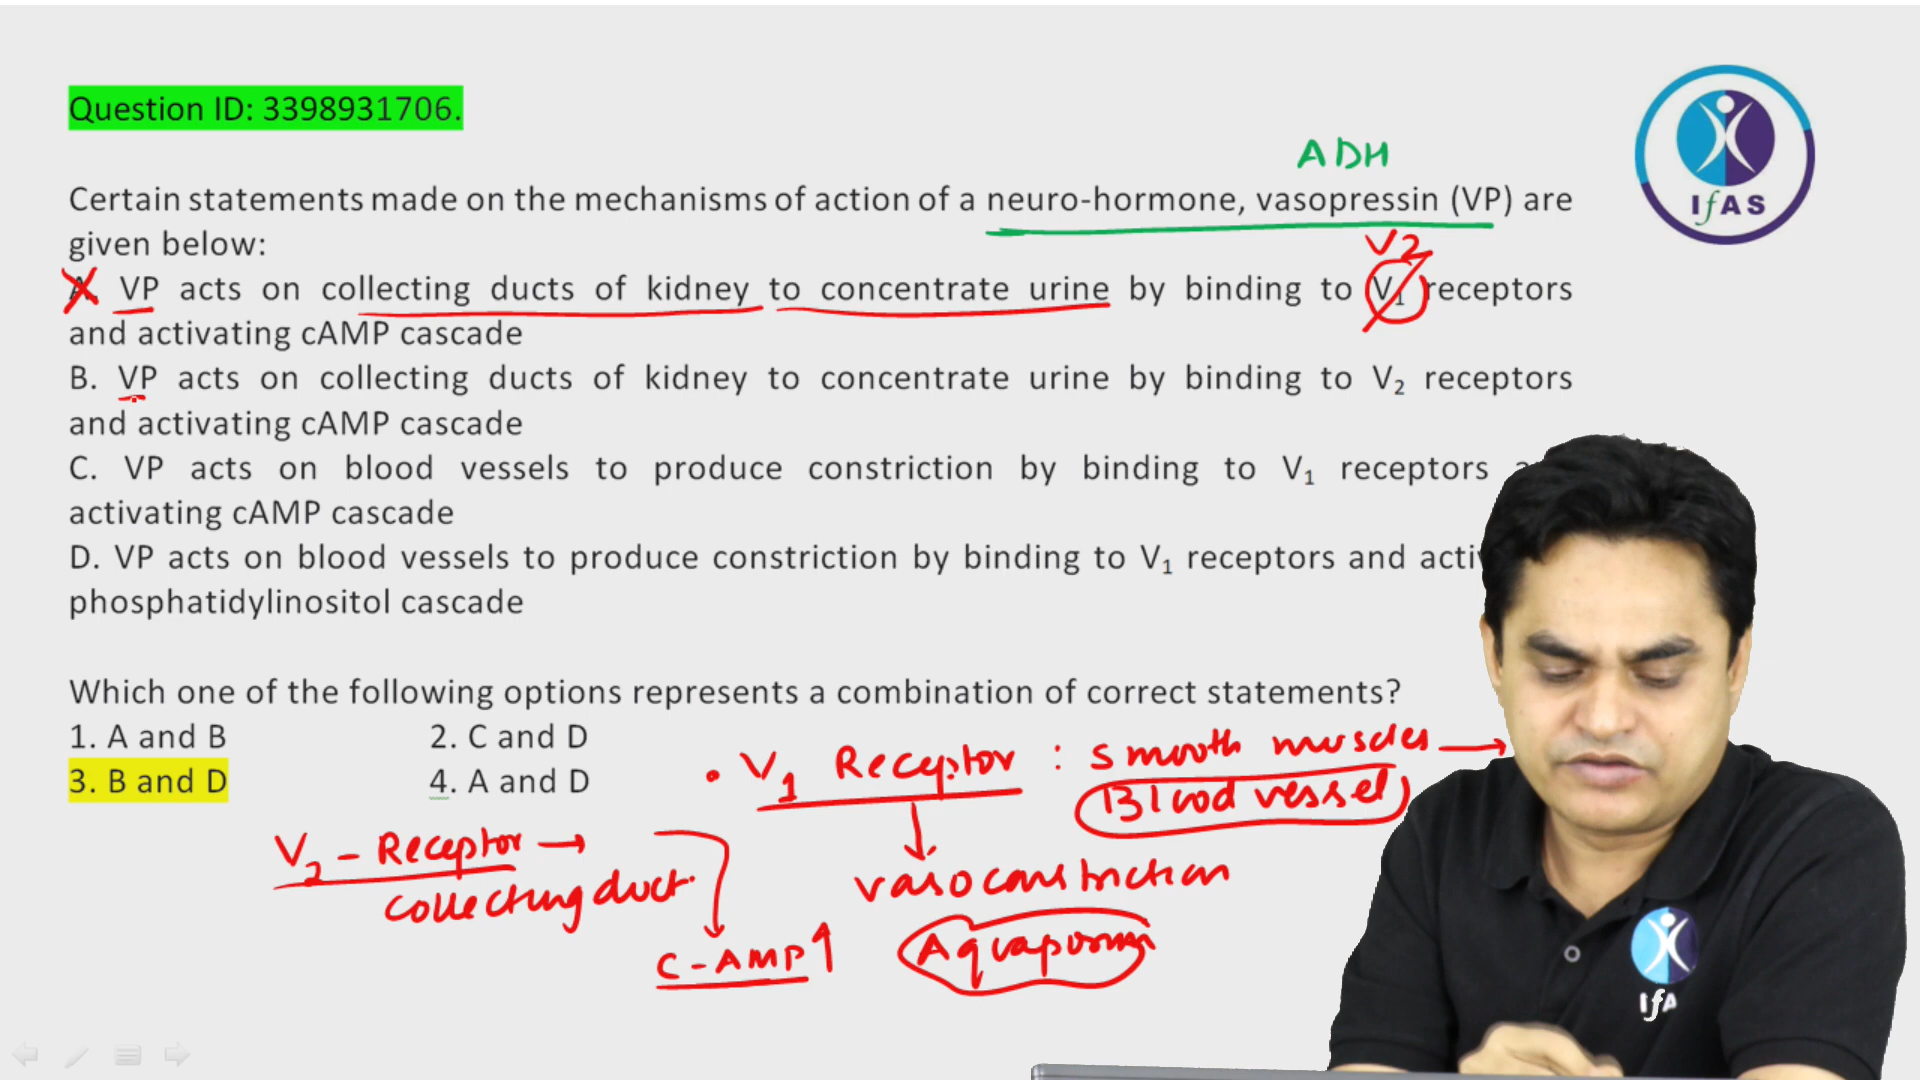 Question ID: 3398931706.
ADH
Certain statements made on the mechanisms of action of a neuro-hormone, vasopressin (VP) are
given below:
V2
A. VP acts on collecting ducts of kidney to concentrate urine by binding to V₁ receptors
and activating cAMP cascade
B. VP acts on collecting ducts of kidney to concentrate urine by binding to V₂ receptors
and activating cAMP cascade
C. VP acts on blood vessels to produce constriction by binding to V₁ receptors
activating cAMP cascade
D. VP acts on blood vessels to produce constriction by binding to V₁ receptors and
phosphatidylinositol cascade
Which one of the following options represents a combination of correct statements?
1. A and B 2. C and D
3. B and D 4. A and D
• V₁ Receptor : smooth muscles →
Blood vessel
V₂ - Receptor →
collecting duct.
vasoconstriction
C-AMP↑
IfAS
IfA